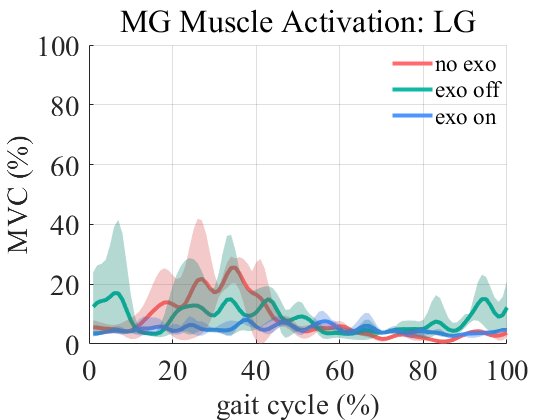 MG Muscle Activation: LG
100
80
60
40
20
0
MVC (%)
no exo
exo off
exo on
0 20 40 60 80 100
gait cycle (%)